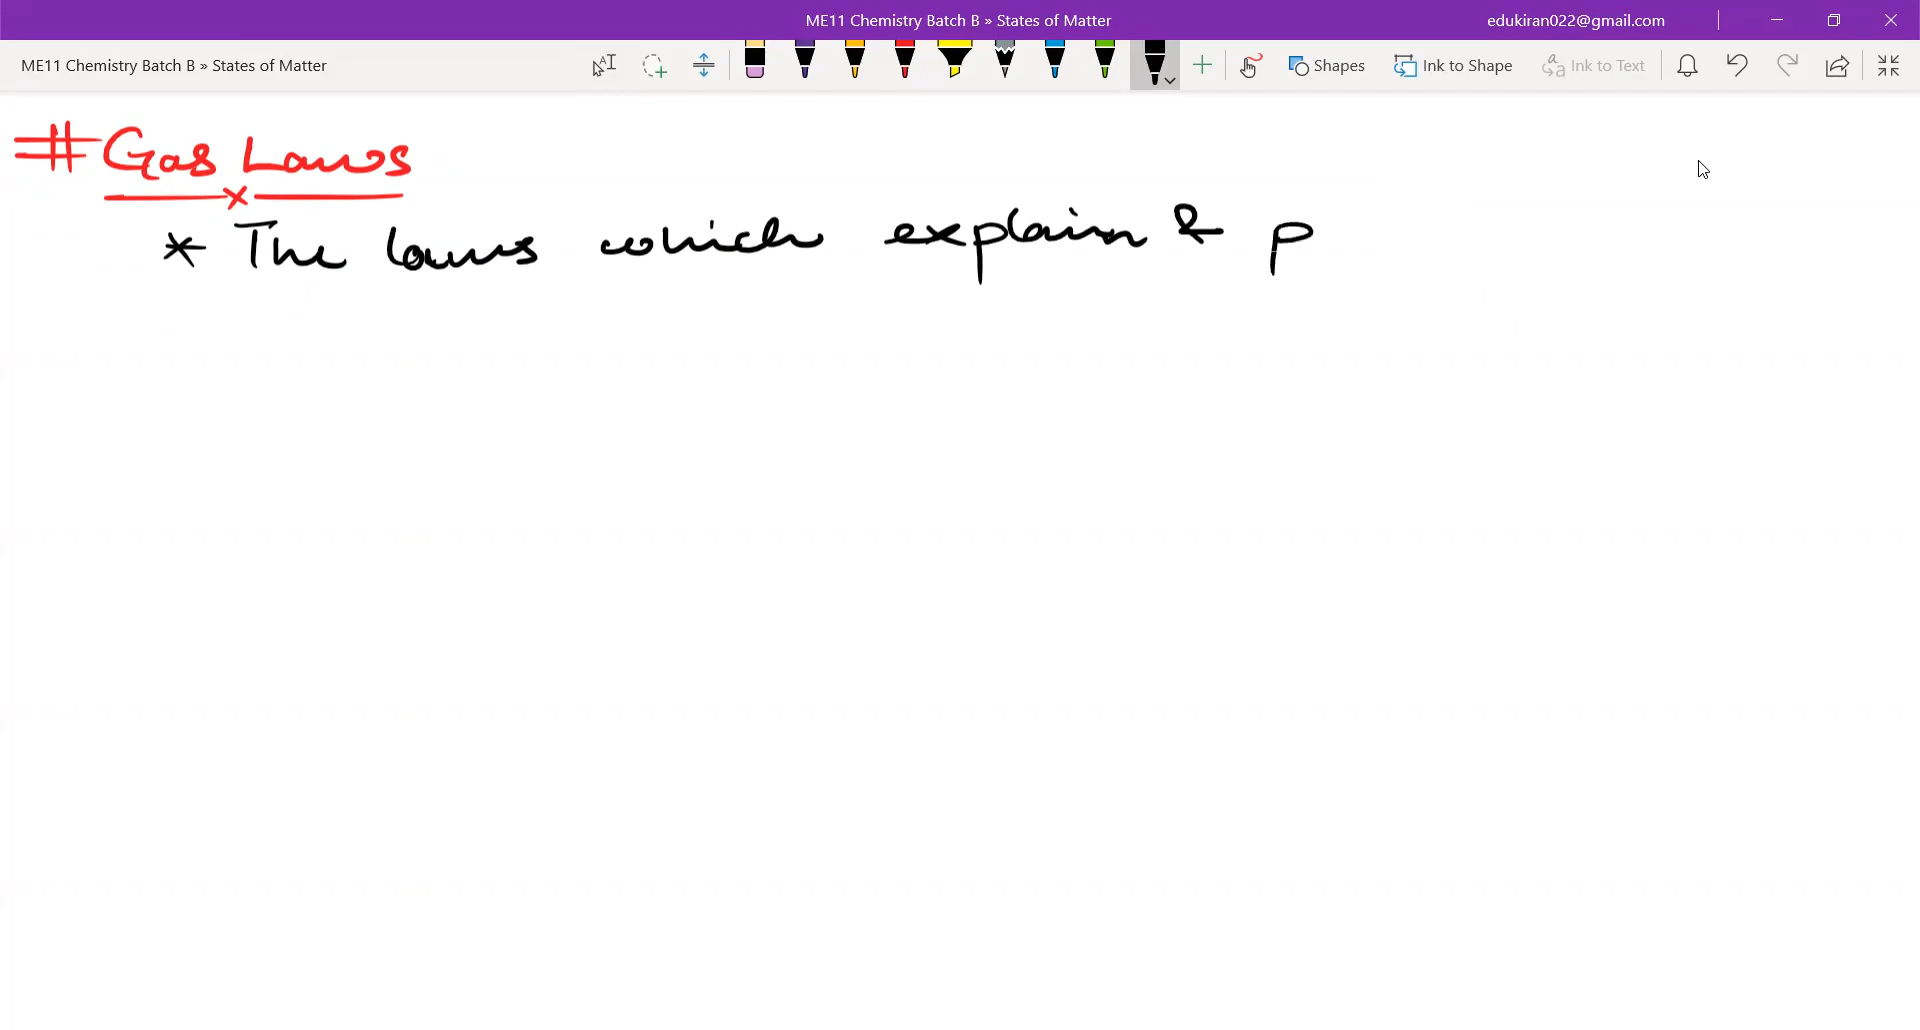 ME11 Chemistry Batch B » States of Matter
edukiran022@gmail.com
ME11 Chemistry Batch B » States of Matter
Shapes
Ink to Shape
Ink to Text
# Gas Laws
* The laws which explain & p